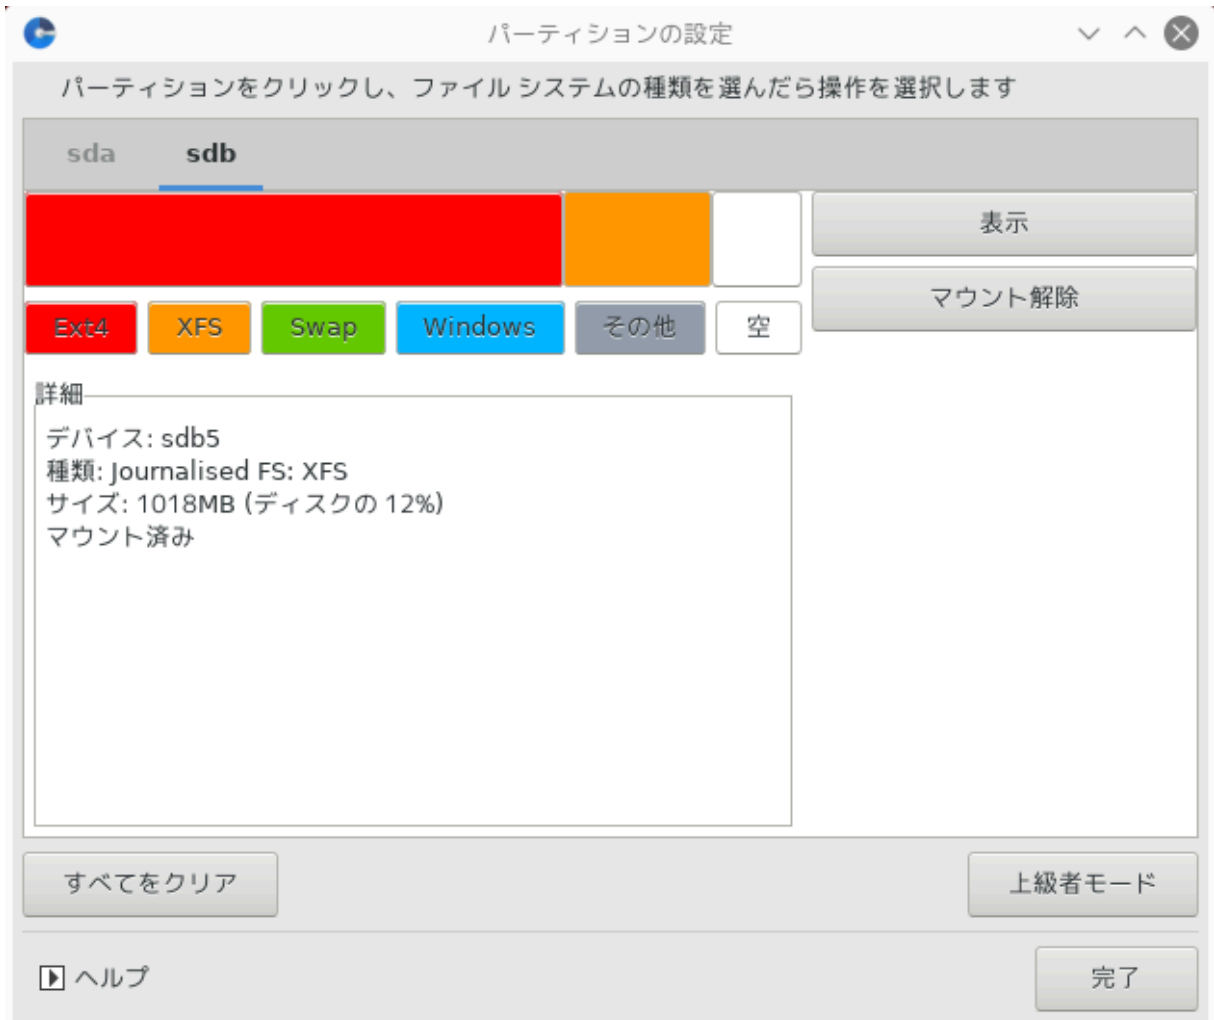 パーティションの設定
パーティションをクリックし、ファイル システムの種類を選んだら操作を選択します
sda sdb
表示
マウント解除
Ext4 XFS Swap Windows その他 空
詳細
デバイス: sdb5
種類: Journalised FS: XFS
サイズ: 1018MB (ディスクの 12%)
マウント済み
すべてをクリア 上級者モード
ヘルプ 完了